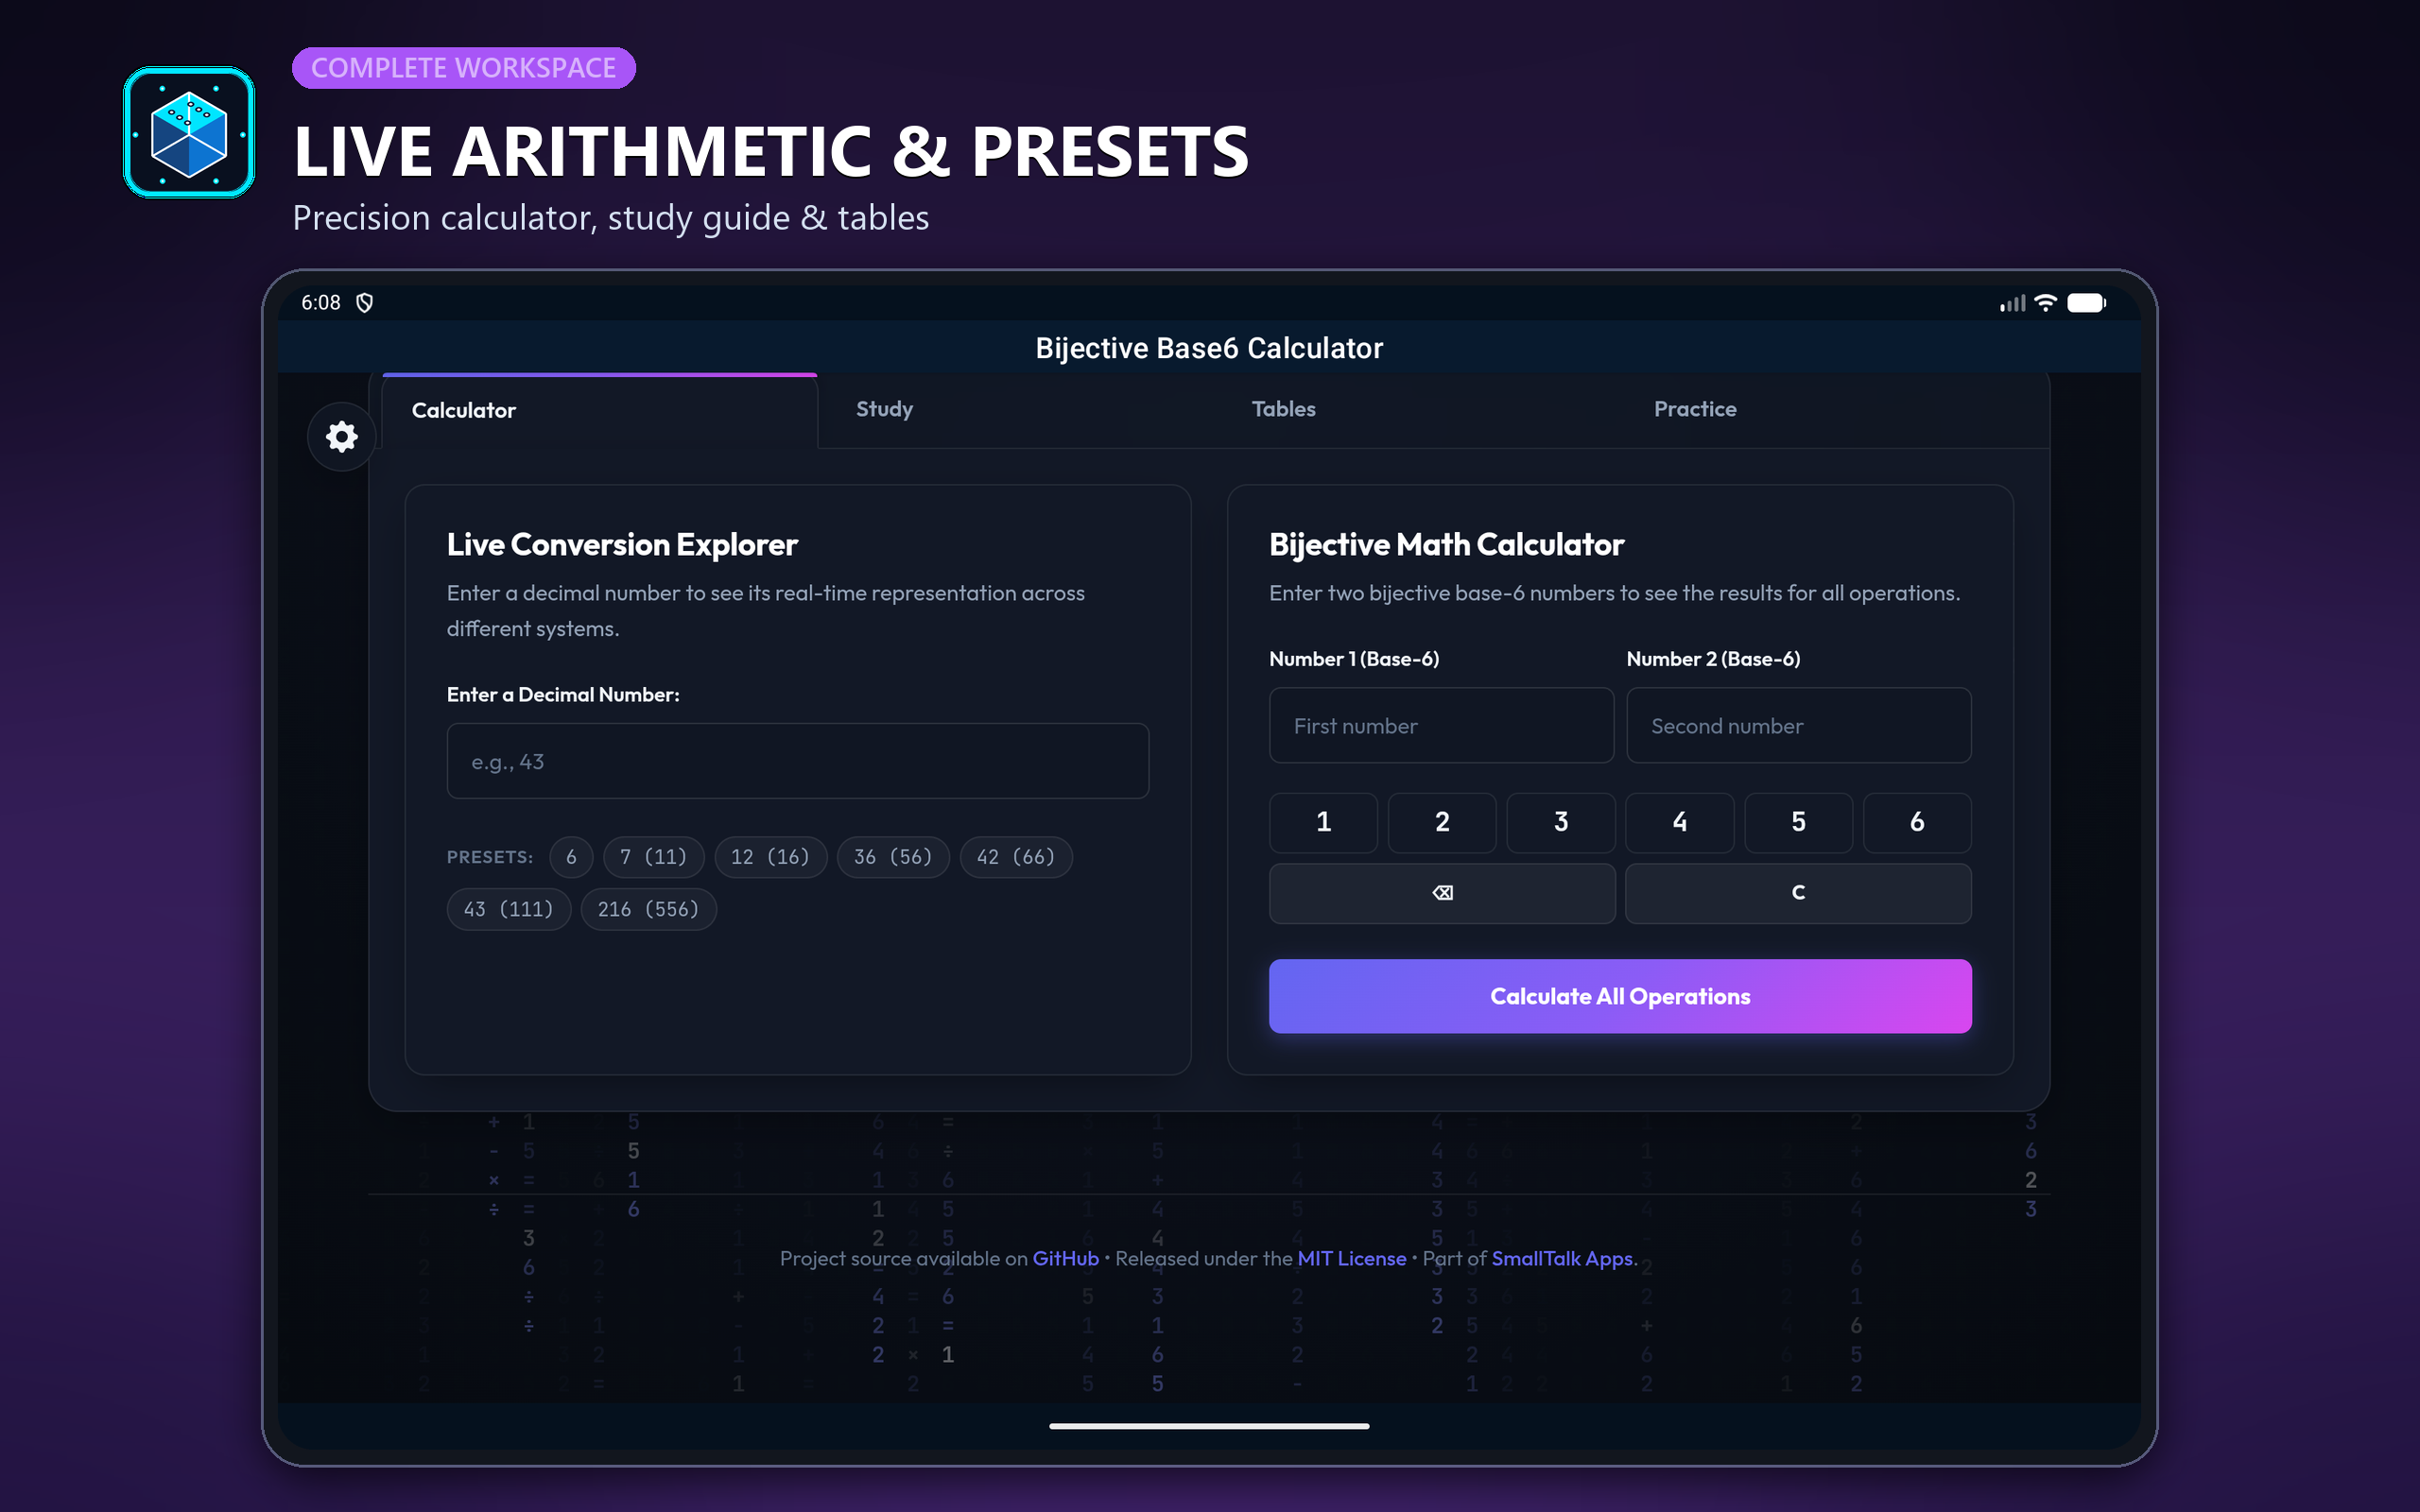 COMPLETE WORKSPACE
LIVE ARITHMETIC & PRESETS
Precision calculator, study guide & tables
6:08
Bijective Base6 Calculator
Calculator
Study
Tables
Practice
Live Conversion Explorer
Enter a decimal number to see its real-time representation across
different systems.
Enter a Decimal Number:
e.g., 43
PRESETS: 6 7 (11) 12 (16) 36 (56) 42 (66)
43 (111) 216 (556)
Bijective Math Calculator
Enter two bijective base-6 numbers to see the results for all operations.
Number 1 (Base-6) Number 2 (Base-6)
First number Second number
1 2 3 4 5 6
⌫ C
Calculate All Operations
Project source available on GitHub • Released under the MIT License • Part of SmallTalk Apps.